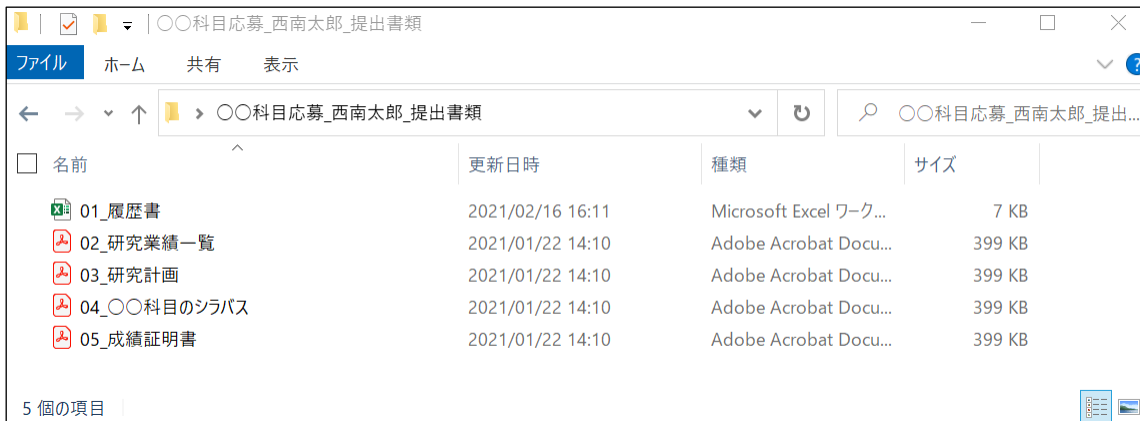 ○○科目応募_西南太郎_提出書類
ファイル ホーム 共有 表示 ?
○○科目応募_西南太郎_提出書類 ○○科目応募_西南太郎_提出...
名前 更新日時 種類 サイズ
01_履歴書 2021/02/16 16:11 Microsoft Excel ワーク... 7 KB
02_研究業績一覧 2021/01/22 14:10 Adobe Acrobat Docu... 399 KB
03_研究計画 2021/01/22 14:10 Adobe Acrobat Docu... 399 KB
04_○○科目のシラバス 2021/01/22 14:10 Adobe Acrobat Docu... 399 KB
05_成績証明書 2021/01/22 14:10 Adobe Acrobat Docu... 399 KB
5 個の項目